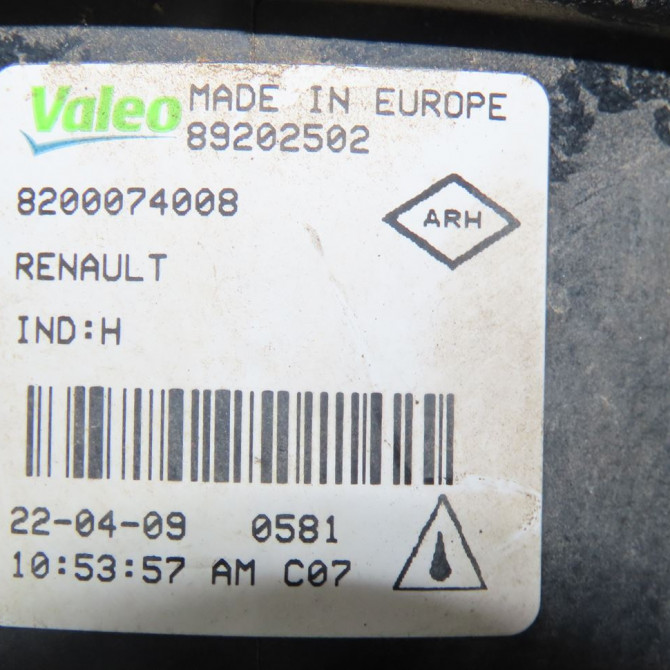 Valeo MADE IN EUROPE
89202502
8200074008
ARH
RENAULT
IND:H
22-04-09 0581
10:53:57 AM C07